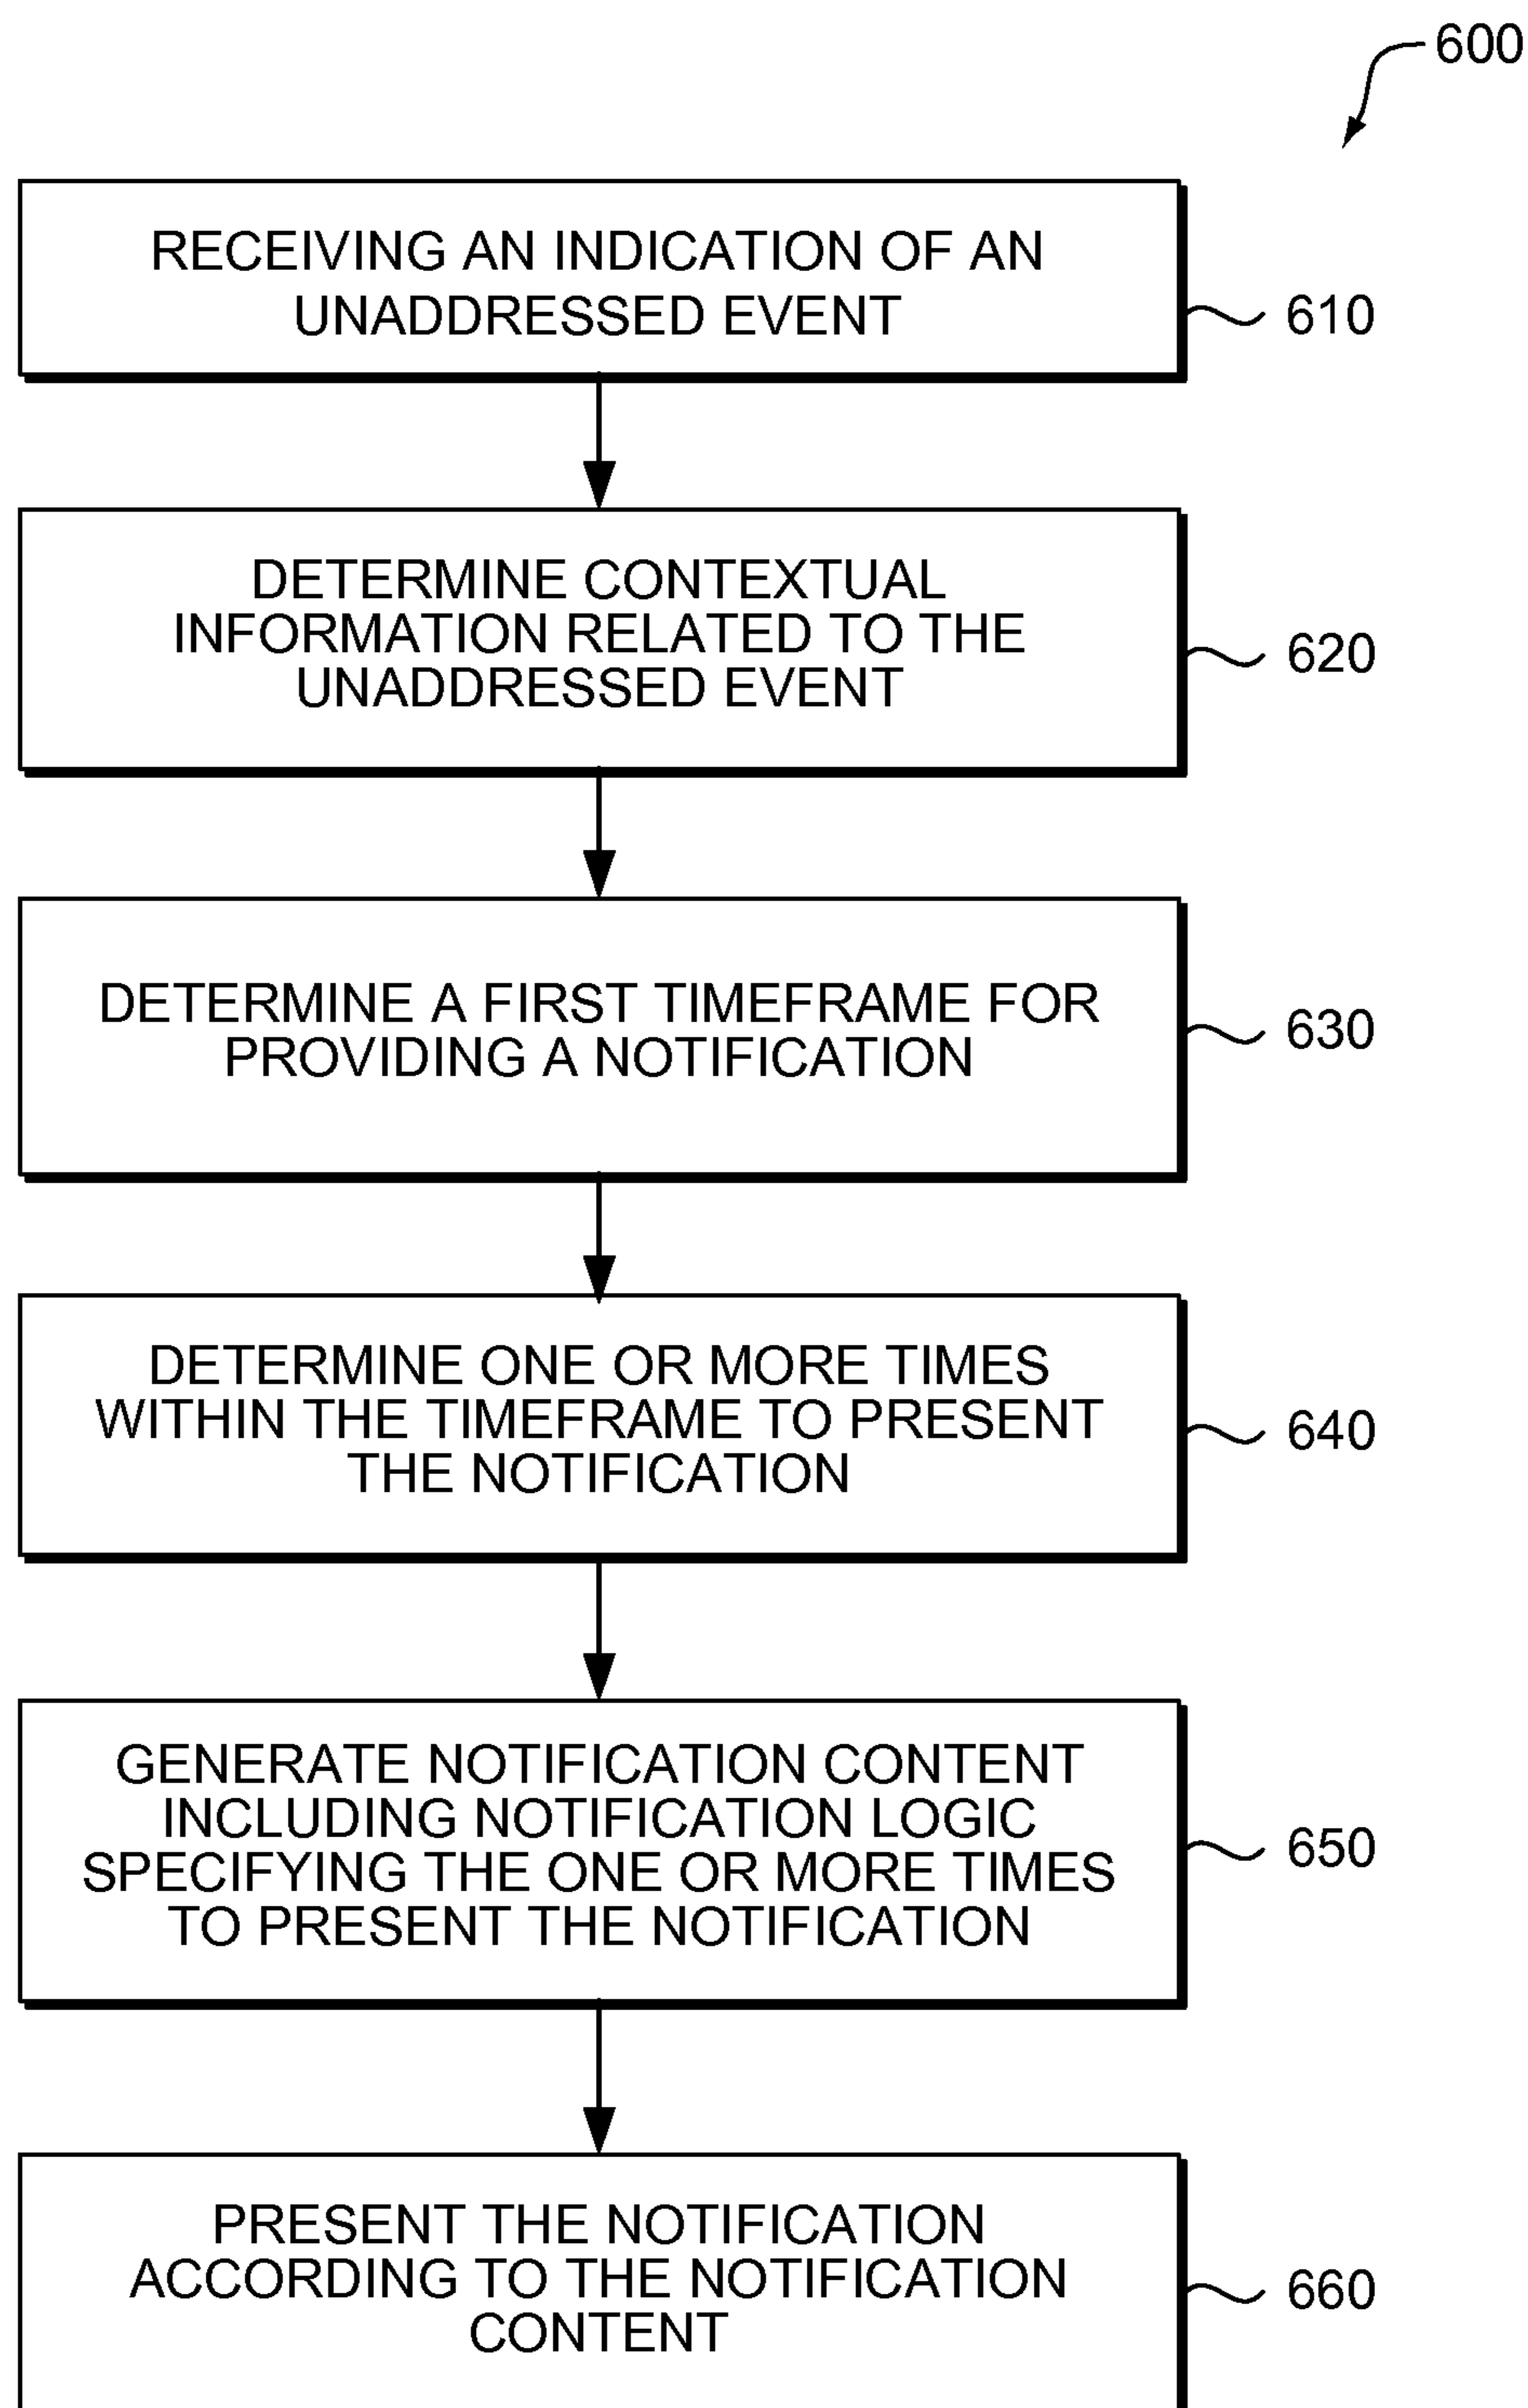 600
RECEIVING AN INDICATION OF AN
UNADDRESSED EVENT
610
DETERMINE CONTEXTUAL
INFORMATION RELATED TO THE
UNADDRESSED EVENT
620
DETERMINE A FIRST TIMEFRAME FOR
PROVIDING A NOTIFICATION
630
DETERMINE ONE OR MORE TIMES
WITHIN THE TIMEFRAME TO PRESENT
THE NOTIFICATION
640
GENERATE NOTIFICATION CONTENT
INCLUDING NOTIFICATION LOGIC
SPECIFYING THE ONE OR MORE TIMES
TO PRESENT THE NOTIFICATION
650
PRESENT THE NOTIFICATION
ACCORDING TO THE NOTIFICATION
CONTENT
660